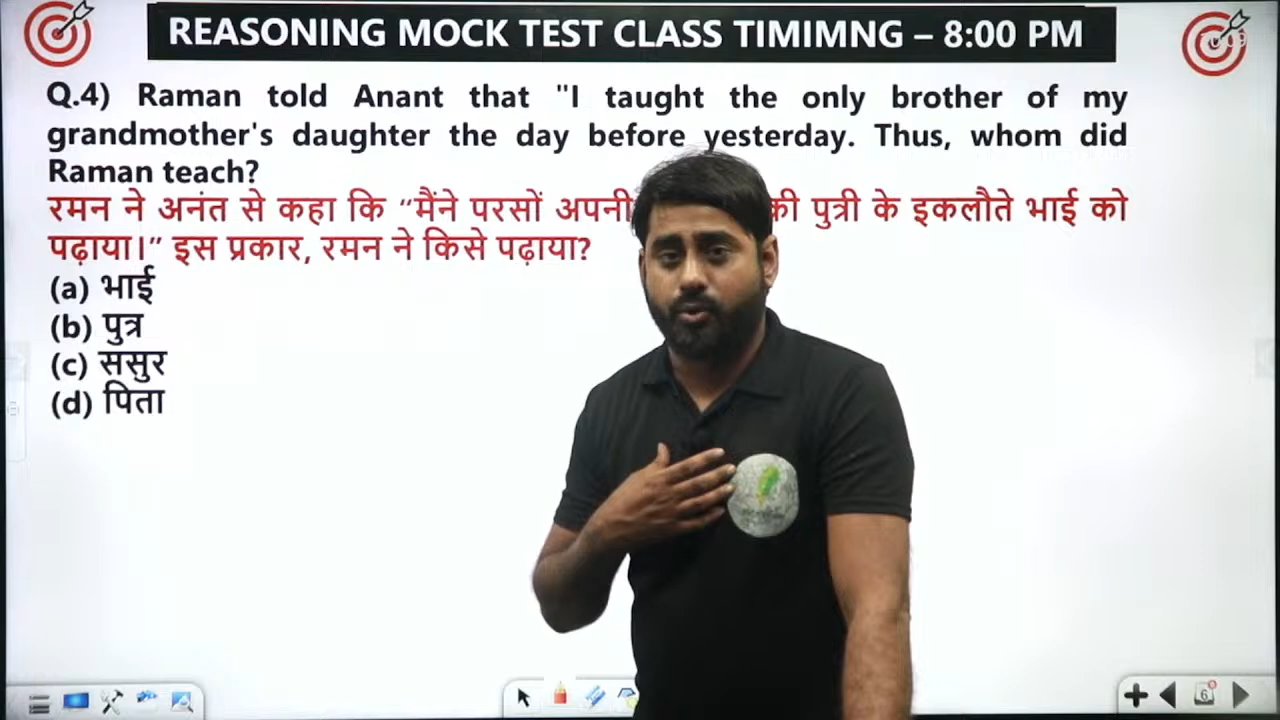 REASONING MOCK TEST CLASS TIMIMNG – 8:00 PM
Q.4) Raman told Anant that "I taught the only brother of my
grandmother's daughter the day before yesterday. Thus, whom did
Raman teach?
रमन ने अनंत से कहा कि “मैंने परसों अपनी की पुत्री के इकलौते भाई को
पढ़ाया।” इस प्रकार, रमन ने किसे पढ़ाया?
(a) भाई
(b) पुत्र
(c) ससुर
(d) पिता
6